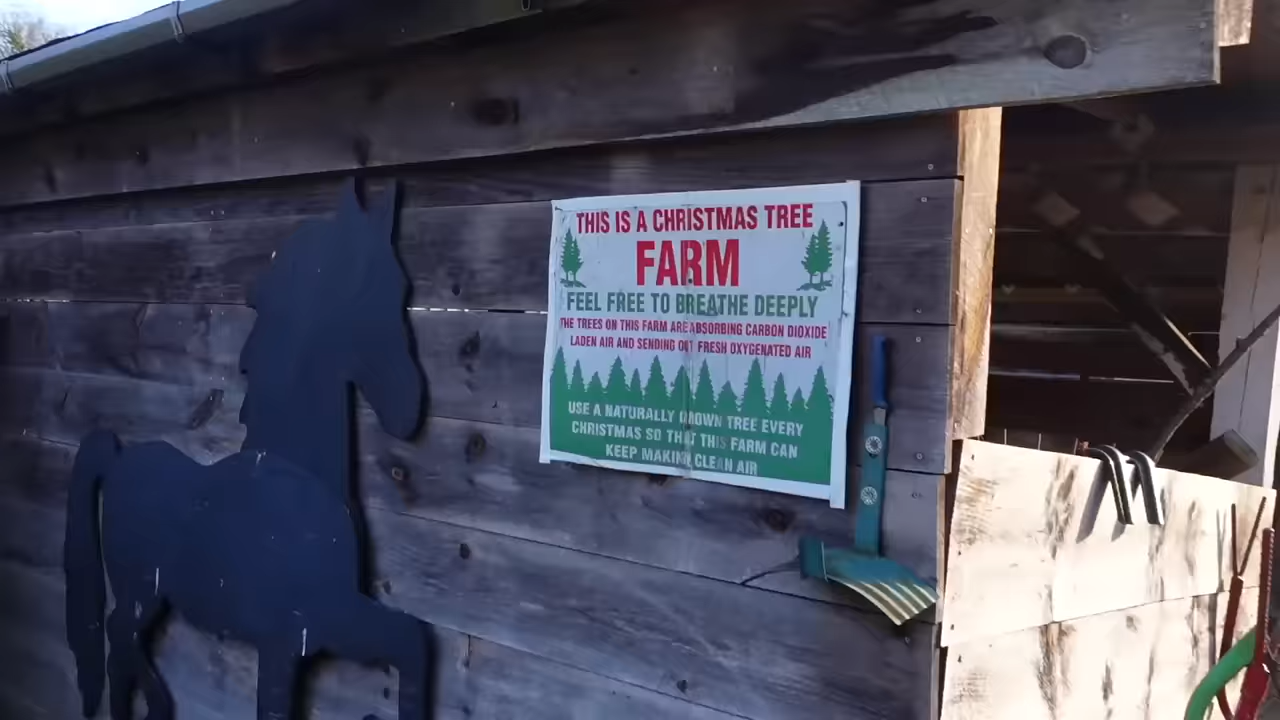 THIS IS A CHRISTMAS TREE
FARM
FEEL FREE TO BREATHE DEEPLY
THE TREES ON THIS FARM ARE ABSORBING CARBON DIOXIDE
LADEN AIR AND SENDING OUT FRESH OXYGENATED AIR
USE A NATURALLY GROWN TREE EVERY
CHRISTMAS SO THAT THIS FARM CAN
KEEP MAKING CLEAN AIR